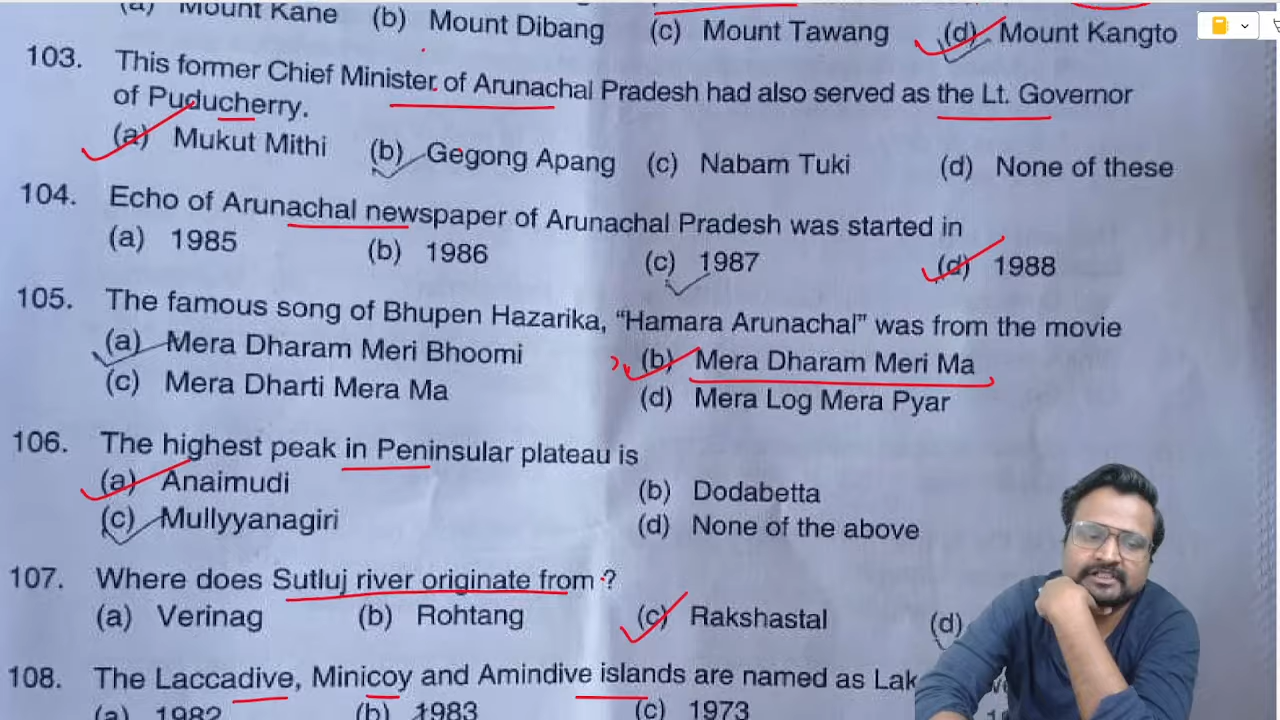 (a) Mount Kane (b) Mount Dibang (c) Mount Tawang (d) Mount Kangto
103. This former Chief Minister of Arunachal Pradesh had also served as the Lt. Governor
of Puducherry.
(a) Mukut Mithi (b) Gegong Apang (c) Nabam Tuki (d) None of these
104. Echo of Arunachal newspaper of Arunachal Pradesh was started in
(a) 1985 (b) 1986 (c) 1987 (d) 1988
105. The famous song of Bhupen Hazarika, “Hamara Arunachal” was from the movie
(a) Mera Dharam Meri Bhoomi (b) Mera Dharam Meri Ma
(c) Mera Dharti Mera Ma (d) Mera Log Mera Pyar
106. The highest peak in Peninsular plateau is
(a) Anaimudi (b) Dodabetta
(c) Mullyyanagiri (d) None of the above
107. Where does Sutluj river originate from ?
(a) Verinag (b) Rohtang (c) Rakshastal (d)
108. The Laccadive, Minicoy and Amindive islands are named as Lak
(a) 1982 (b) 1983 (c) 1973